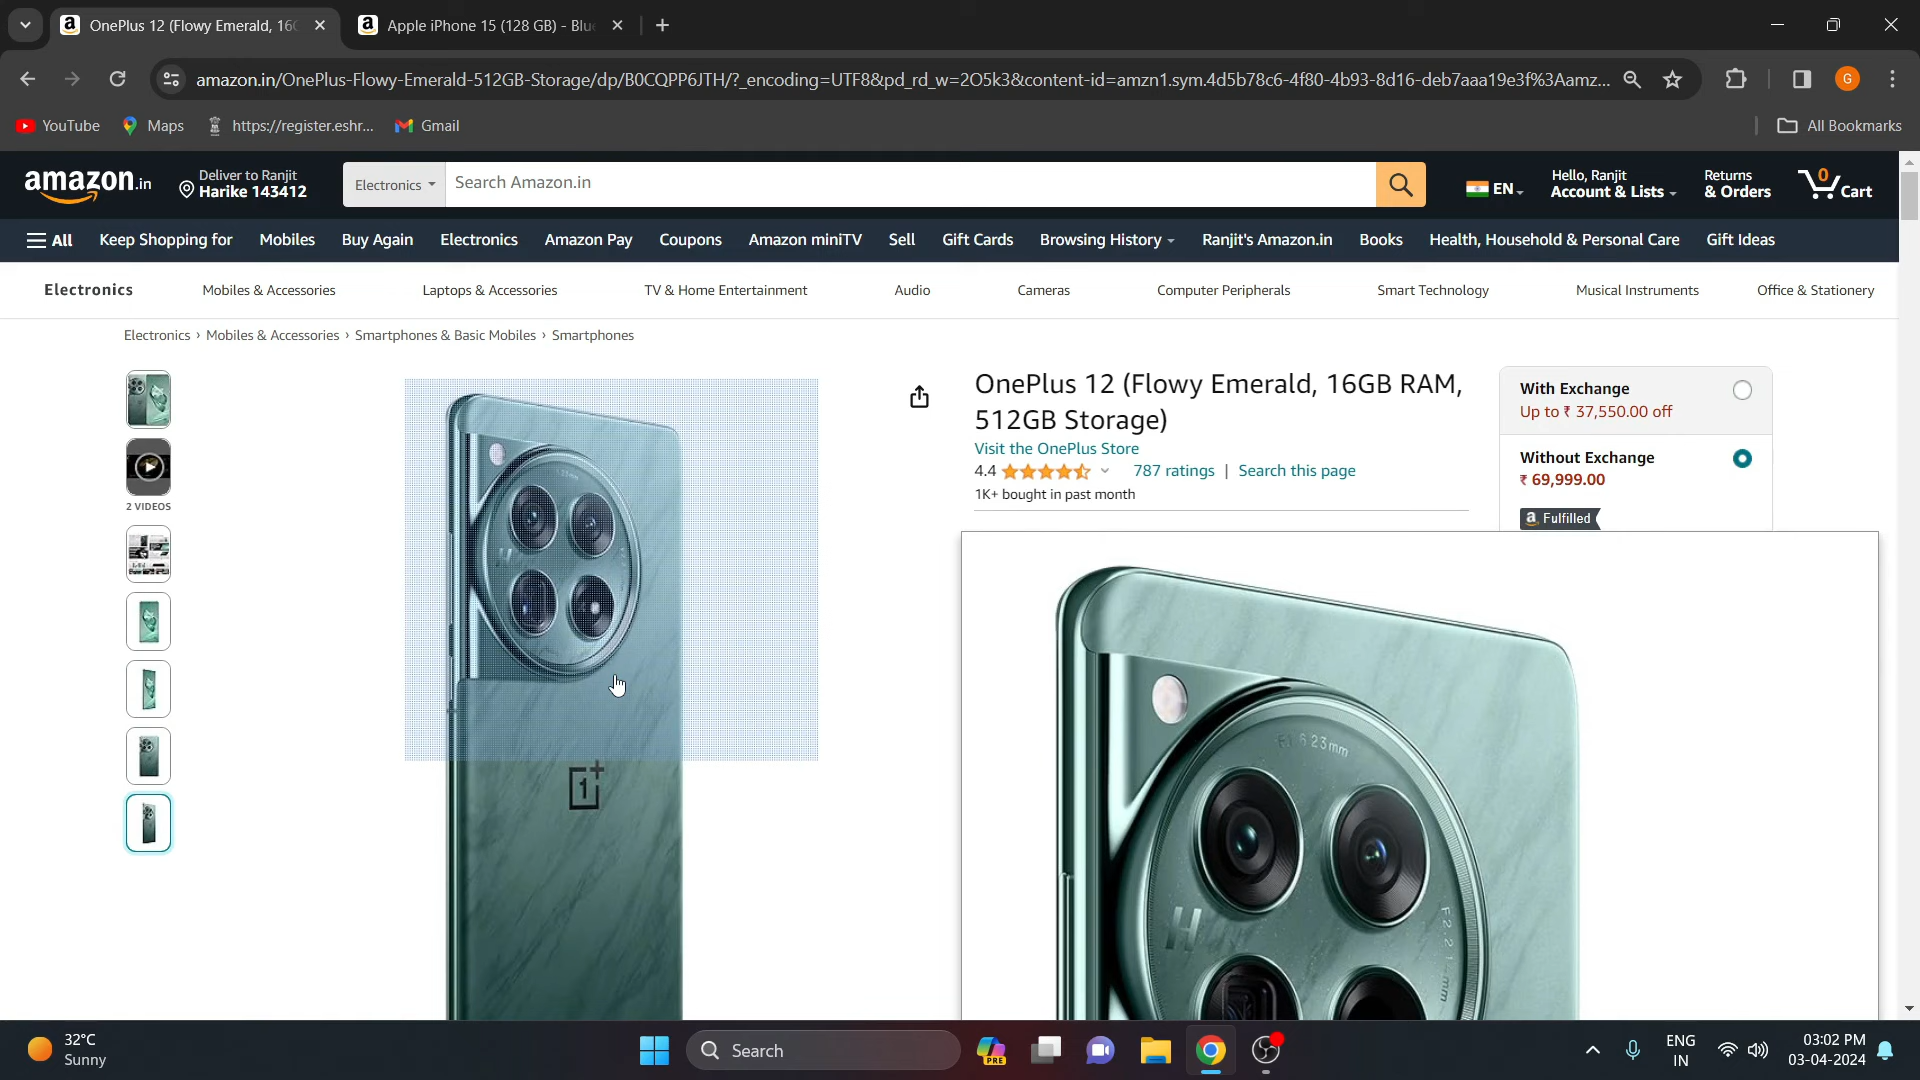 OnePlus 12 (Flowy Emerald, 16G
Apple iPhone 15 (128 GB) - Blu
amazon.in/OnePlus-Flowy-Emerald-512GB-Storage/dp/B0CQPP6JTH/?_encoding=UTF8&pd_rd_w=2O5k3&content-id=amzn1.sym.4d5b78c6-4f80-4b93-8d16-deb7aaa19e3f%3Aamz...
YouTube
Maps
https://register.eshr...
Gmail
All Bookmarks
amazon.in
Deliver to Ranjit
Harike 143412
Electronics
Search Amazon.in
EN
Hello, Ranjit
Account & Lists
Returns
& Orders
0
Cart
All
Keep Shopping for
Mobiles
Buy Again
Electronics
Amazon Pay
Coupons
Amazon miniTV
Sell
Gift Cards
Amazon.in
Browsing History
Ranjit's Amazon.in
Books
Health, Household & Personal Care
Gift Ideas
Electronics
Mobiles & Accessories
Laptops & Accessories
TV & Home Entertainment
Audio
Cameras
Computer Peripherals
Smart Technology
Musical Instruments
Office & Stationery
Electronics › Mobiles & Accessories › Smartphones & Basic Mobiles › Smartphones
2 VIDEOS
OnePlus 12 (Flowy Emerald, 16GB RAM,
512GB Storage)
Visit the OnePlus Store
4.4
787 ratings | Search this page
1K+ bought in past month
With Exchange
Up to ₹ 37,550.00 off
Without Exchange
₹ 69,999.00
a Fulfilled
H
1+
23mm
H
32°C
Sunny
Search
PRE
ENG
IN
03:02 PM
03-04-2024